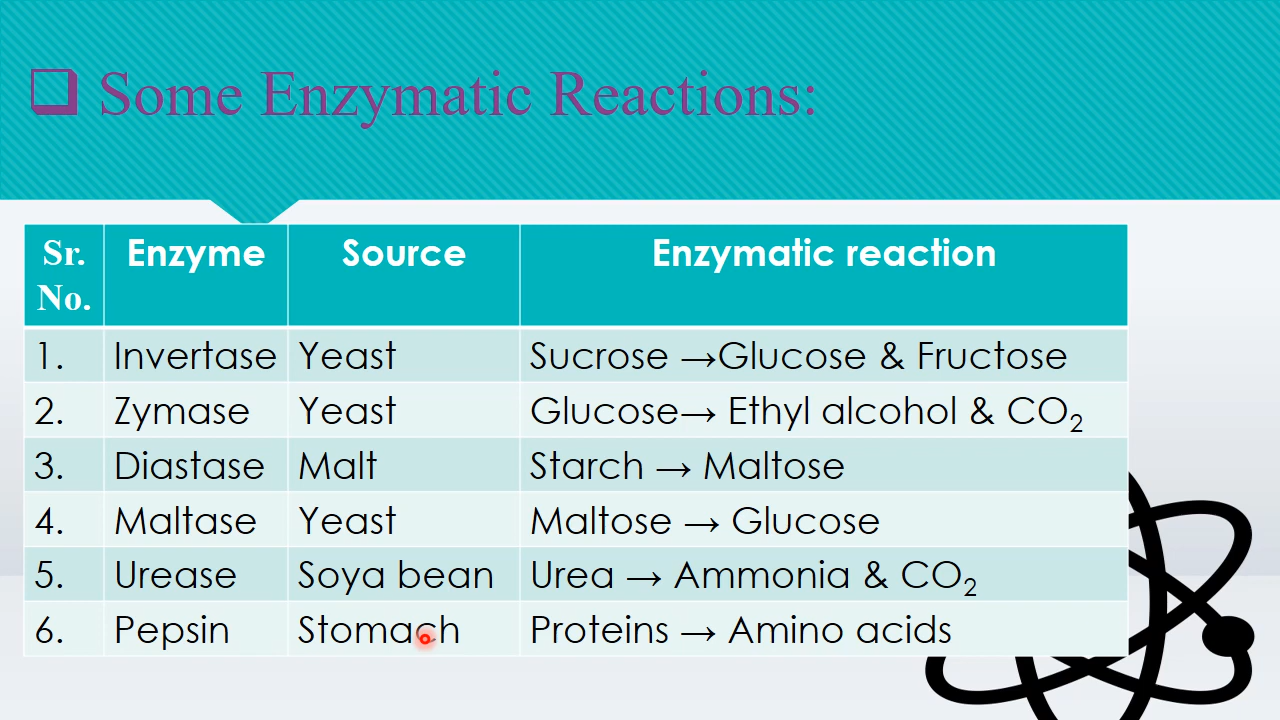 ❑ Some Enzymatic Reactions:
Sr. No. Enzyme Source Enzymatic reaction
1. Invertase Yeast Sucrose →Glucose & Fructose
2. Zymase Yeast Glucose→ Ethyl alcohol & CO₂
3. Diastase Malt Starch → Maltose
4. Maltase Yeast Maltose → Glucose
5. Urease Soya bean Urea → Ammonia & CO₂
6. Pepsin Stomach Proteins → Amino acids